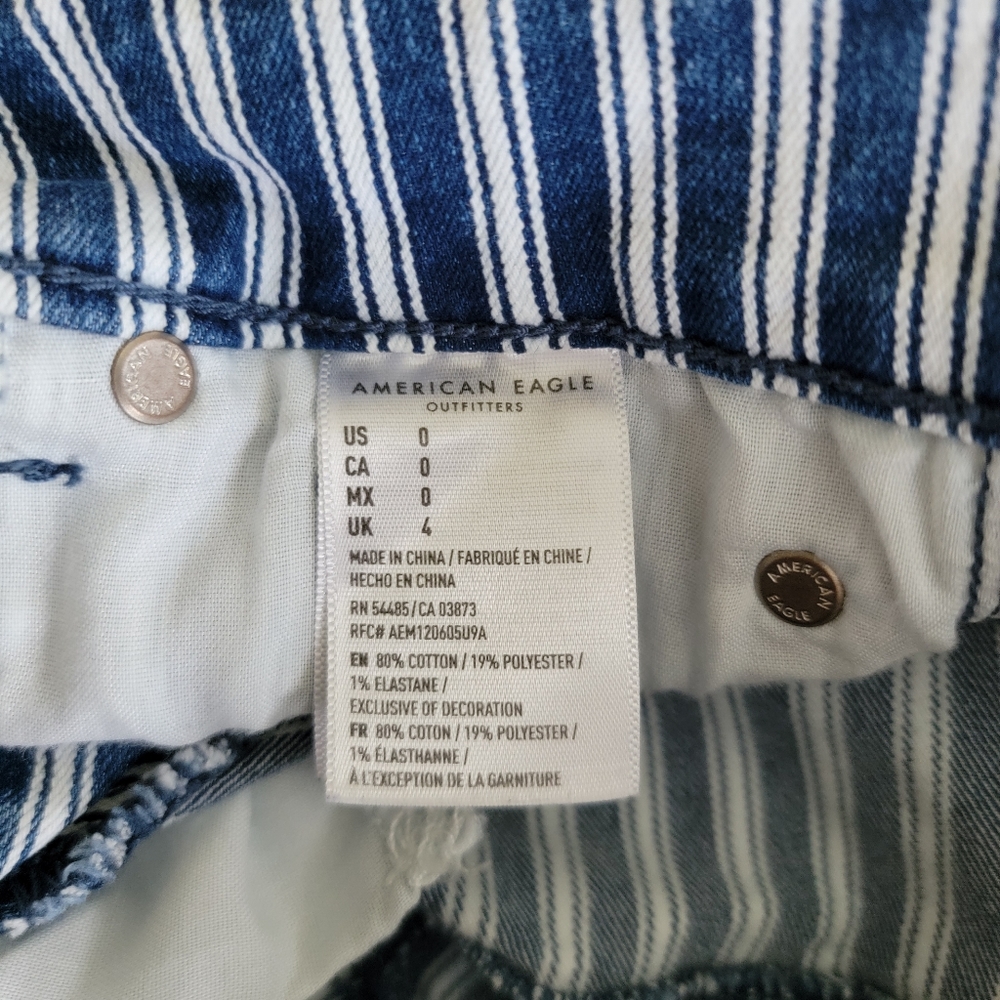 AMERICAN EAGLE
OUTFITTERS
US 0
CA 0
MX 0
UK 4
MADE IN CHINA / FABRIQUÉ EN CHINE /
HECHO EN CHINA
RN 54485/CA 03873
RFC# AEM120605U9A
EN 80% COTTON / 19% POLYESTER /
1% ELASTANE /
EXCLUSIVE OF DECORATION
FR 80% COTON / 19% POLYESTER /
1% ÉLASTHANNE /
À L'EXCEPTION DE LA GARNITURE
AMERICAN EAGLE
AMERICAN
EAGLE